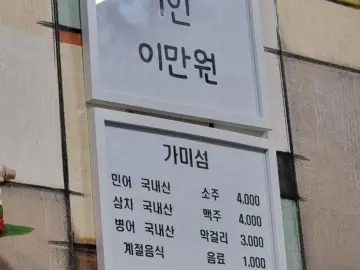 이만원
가미섬
민어 국내산 소주 4,000
삼치 국내산 맥주 4,000
병어 국내산 막걸리 3,000
계절음식 음료 1,000